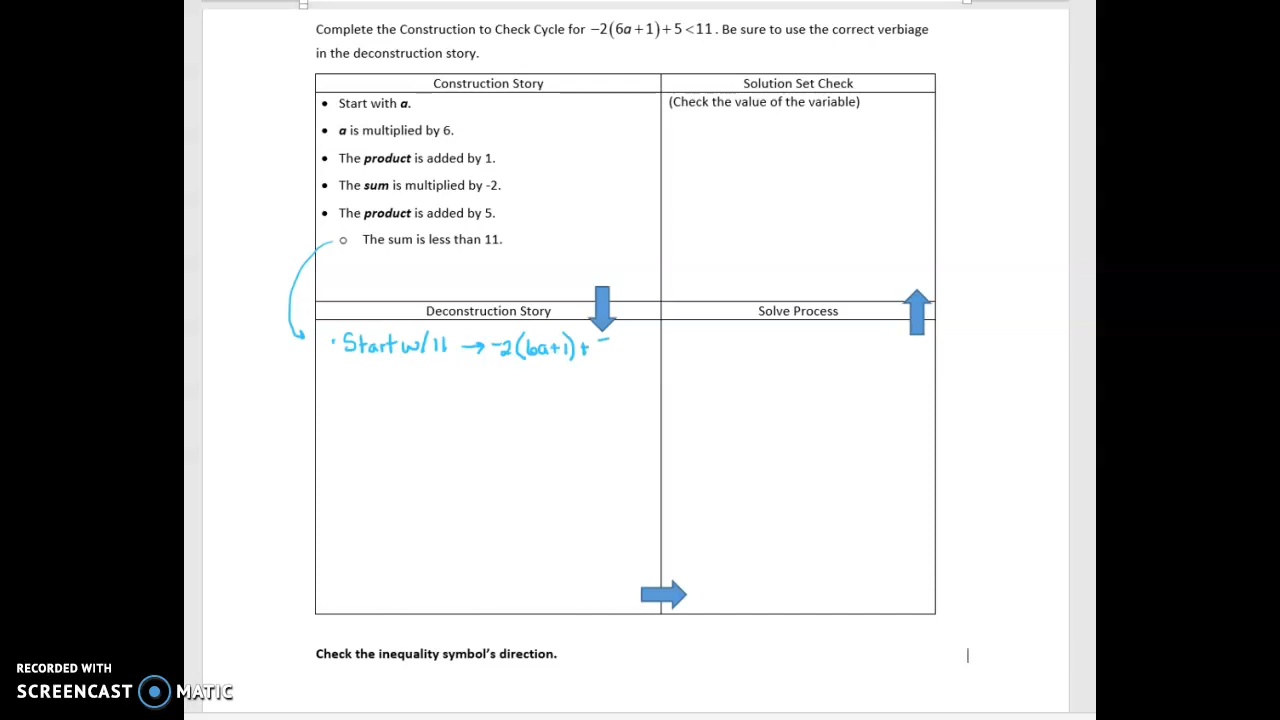 Complete the Construction to Check Cycle for −2(6a+1)+5<11. Be sure to use the correct verbiage
in the deconstruction story.
Construction Story
Solution Set Check
• Start with a.
• a is multiplied by 6.
• The product is added by 1.
• The sum is multiplied by -2.
• The product is added by 5.
o The sum is less than 11.
(Check the value of the variable)
Deconstruction Story
Solve Process
· Start w/ 11 → -2(6a+1)+
Check the inequality symbol's direction.
RECORDED WITH
SCREENCAST MATIC